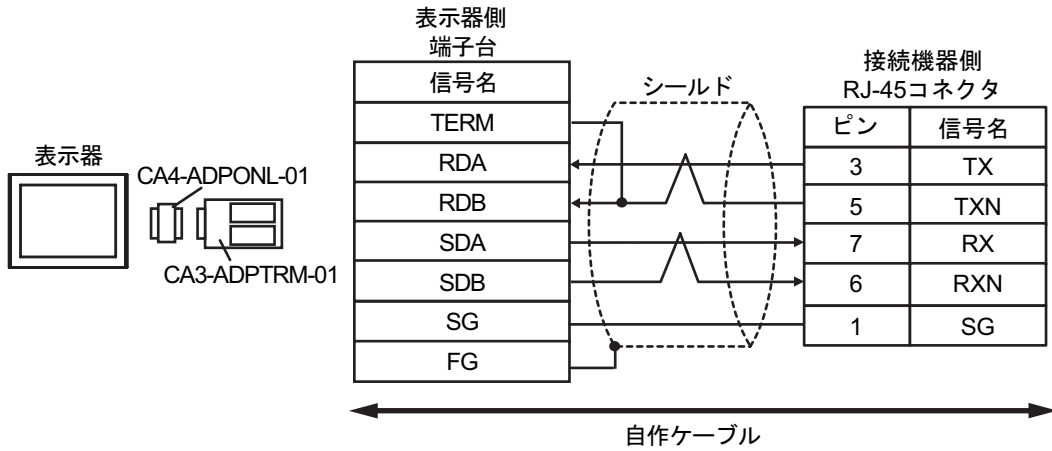 表示器
CA4-ADPONL-01
CA3-ADPTRM-01
表示器側
端子台
信号名
TERM
RDA
RDB
SDA
SDB
SG
FG
シールド
接続機器側
RJ-45コネクタ
ピン 信号名
3 TX
5 TXN
7 RX
6 RXN
1 SG
自作ケーブル